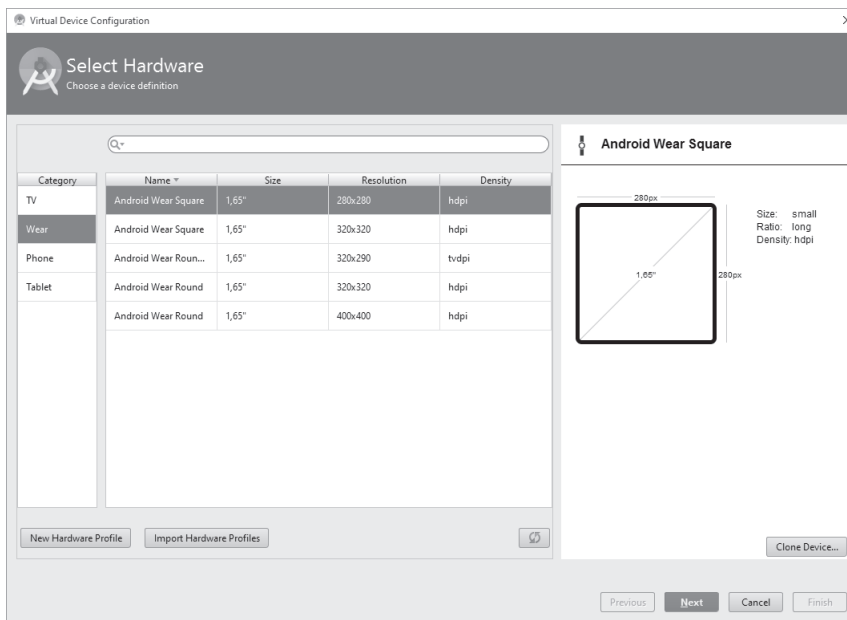 Virtual Device Configuration
Select Hardware
Choose a device definition
Category
TV
Wear
Phone
Tablet
Name Size Resolution Density
Android Wear Square 1,65" 280x280 hdpi
Android Wear Square 1,65" 320x320 hdpi
Android Wear Roun... 1,65" 320x290 tvdpi
Android Wear Round 1,65" 320x320 hdpi
Android Wear Round 1,65" 400x400 hdpi
New Hardware Profile Import Hardware Profiles
Android Wear Square
280px
1,65"
280px
Size: small
Ratio: long
Density: hdpi
Clone Device...
Previous Next Cancel Finish